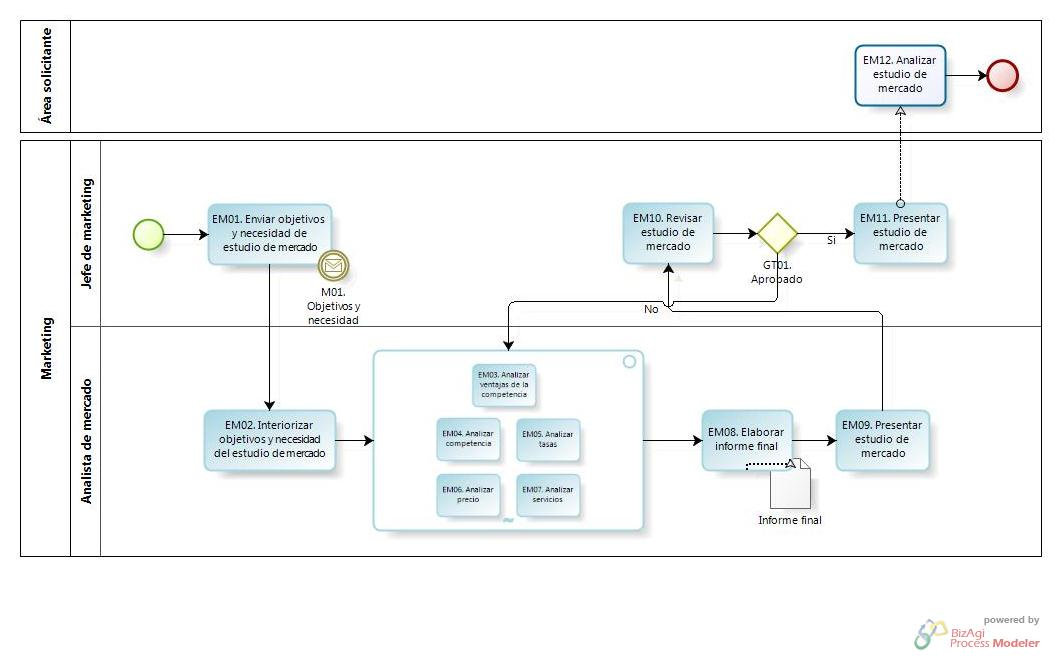 Área solicitante
EM12. Analizar
estudio de
mercado
Marketing
Jefe de marketing
EM01. Enviar objetivos
y necesidad de
estudio de mercado
M01.
Objetivos y
necesidad
EM10. Revisar
estudio de
mercado
GT01.
Aprobado
Si
No
EM11. Presentar
estudio de
mercado
Analista de mercado
EM02. Interiorizar
objetivos y necesidad
del estudio de mercado
EM03. Analizar
ventajas de la
competencia
EM04. Analizar
competencia
EM05. Analizar
tasas
EM06. Analizar
precio
EM07. Analizar
servicios
EM08. Elaborar
informe final
Informe final
EM09. Presentar
estudio de
mercado
powered by
BizAgi
Process Modeler